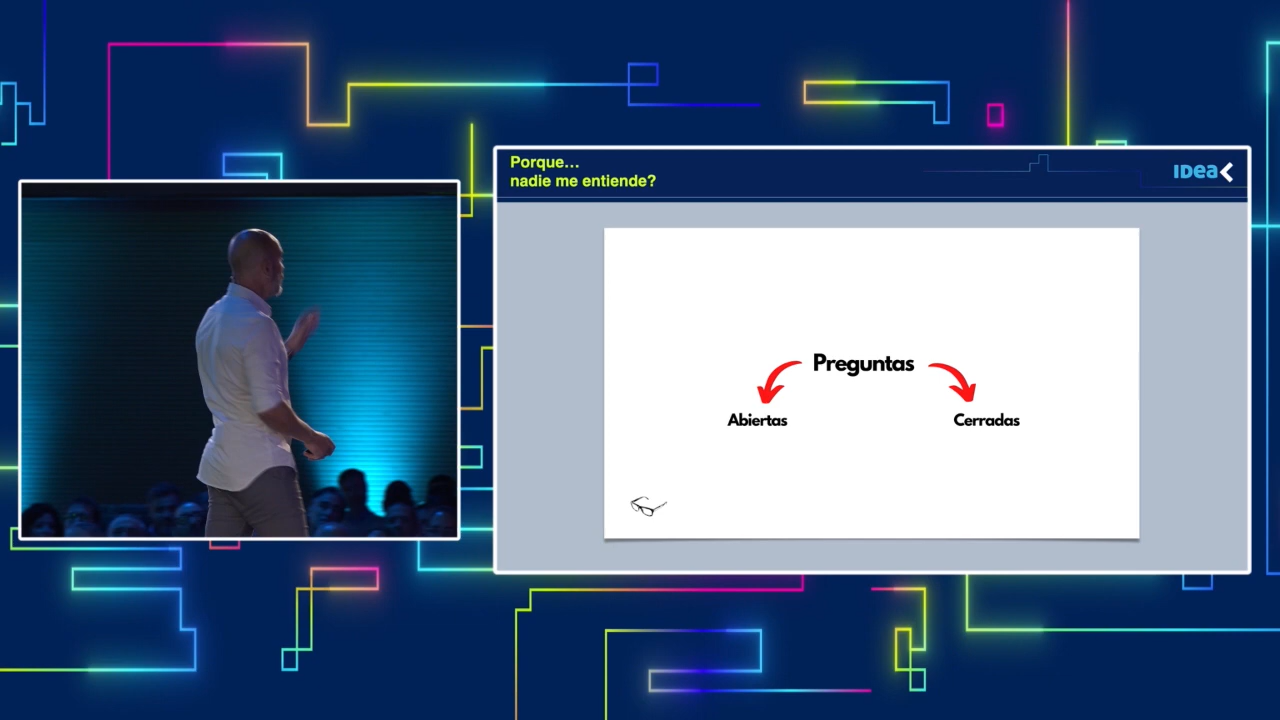 Porque...
nadie me entiende?
IDea
Preguntas
Abiertas
Cerradas